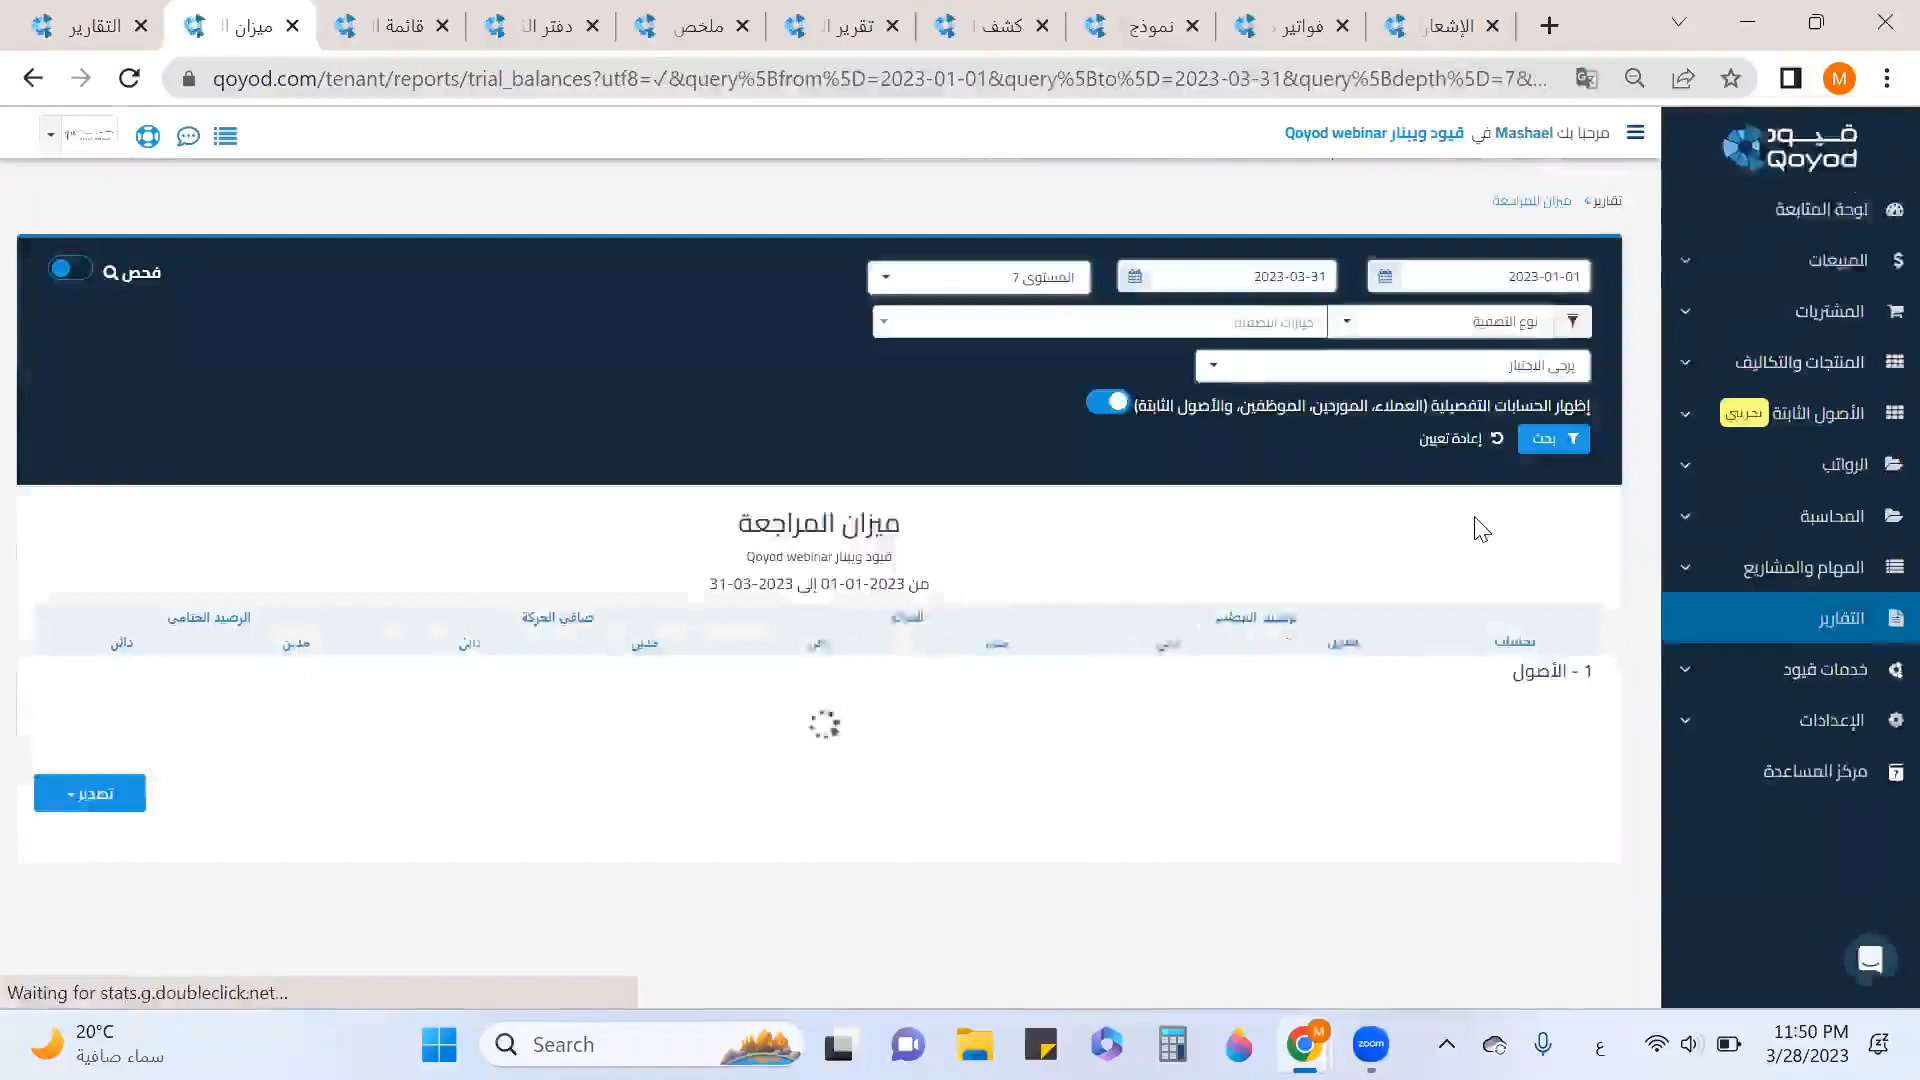 التقارير
ميزان ا
قائمة ا
دفتر الـ
ملخص
تقرير ا
كشف ا
نموذج
فواتير
الإشعار
qoyod.com/tenant/reports/trial_balances?utf8=✓&query%5Bfrom%5D=2023-01-01&query%5Bto%5D=2023-03-31&query%5Bdepth%5D=7&...
M
مرحبا بك Mashael في قيود ويبنار Qoyod webinar
قيود
Qoyod
تقارير » ميزان المراجعة
2023-01-01
2023-03-31
المستوى 7
فحص
نوع التصفية
خيارات التصفية
يرجى الاختيار
إظهار الحسابات التفصيلية (العملاء، الموردين، الموظفين، والأصول الثابتة)
بحث
إعادة تعيين
ميزان المراجعة
قيود ويبنار Qoyod webinar
من 2023-01-01 إلى 2023-03-31
صافي الحركة
الرصيد الختامي
مدين
دائن
مدين
دائن
1 - الأصول
تصدير
لوحة المتابعة
المبيعات
المشتريات
المنتجات والتكاليف
الأصول الثابتة
تجريبي
الرواتب
المحاسبة
المهام والمشاريع
التقارير
خدمات قيود
الإعدادات
مركز المساعدة
Waiting for stats.g.doubleclick.net...
20°C
سماء صافية
Search
M
zoom
ع
11:50 PM
3/28/2023